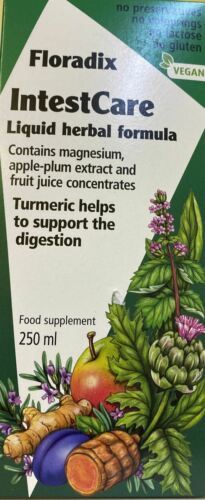 no preservatives
no colourings
no lactose
no gluten
VEGAN
Floradix
IntestCare
Liquid herbal formula
Contains magnesium,
apple-plum extract and
fruit juice concentrates
Turmeric helps
to support the
digestion
Food supplement
250 ml